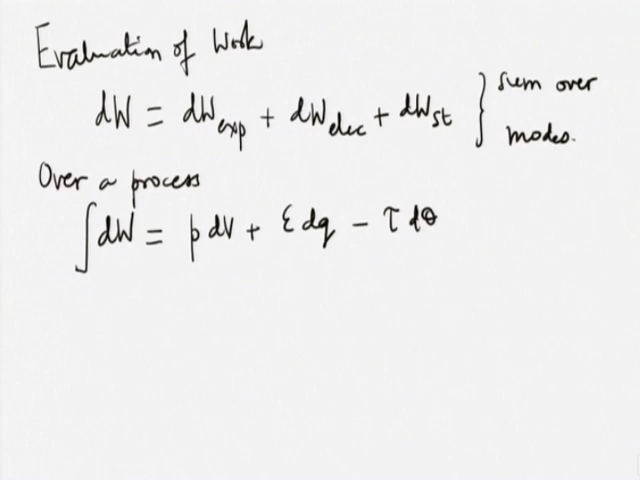 Evaluation of Work
dW = dW_exp + dW_elec + dW_st } sum over modes.
Over a process
∫dW = p dV + ℰ dq − τ dθ